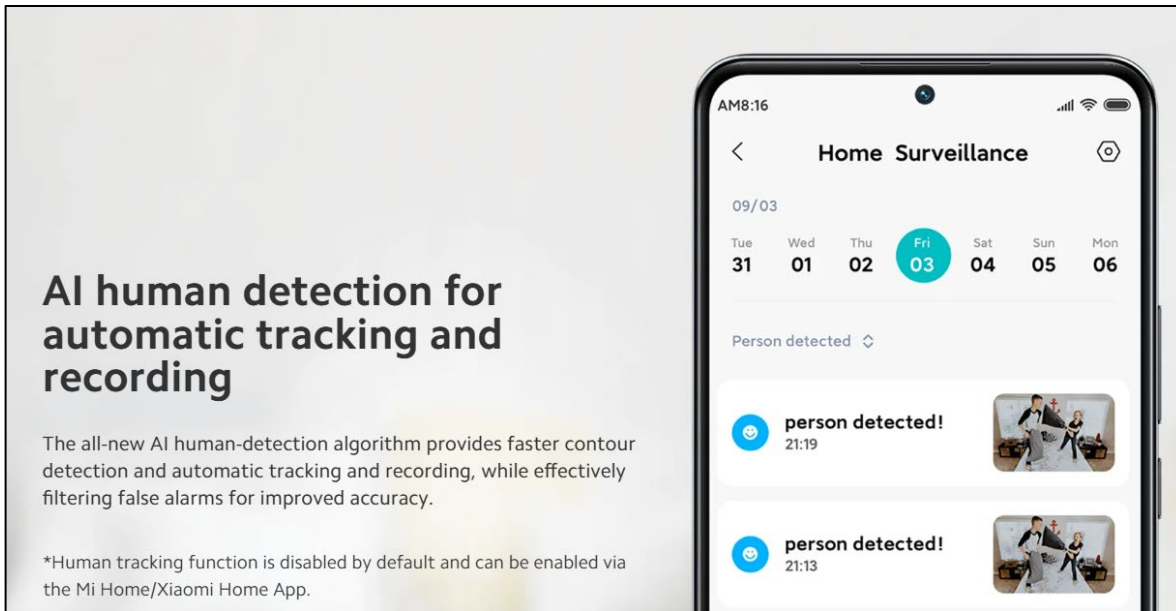 AI human detection for
automatic tracking and
recording
The all-new AI human-detection algorithm provides faster contour
detection and automatic tracking and recording, while effectively
filtering false alarms for improved accuracy.
*Human tracking function is disabled by default and can be enabled via
the Mi Home/Xiaomi Home App.
AM8:16
Home Surveillance
09/03
Tue Wed Thu Fri Sat Sun Mon
31 01 02 03 04 05 06
Person detected
person detected!
21:19
person detected!
21:13